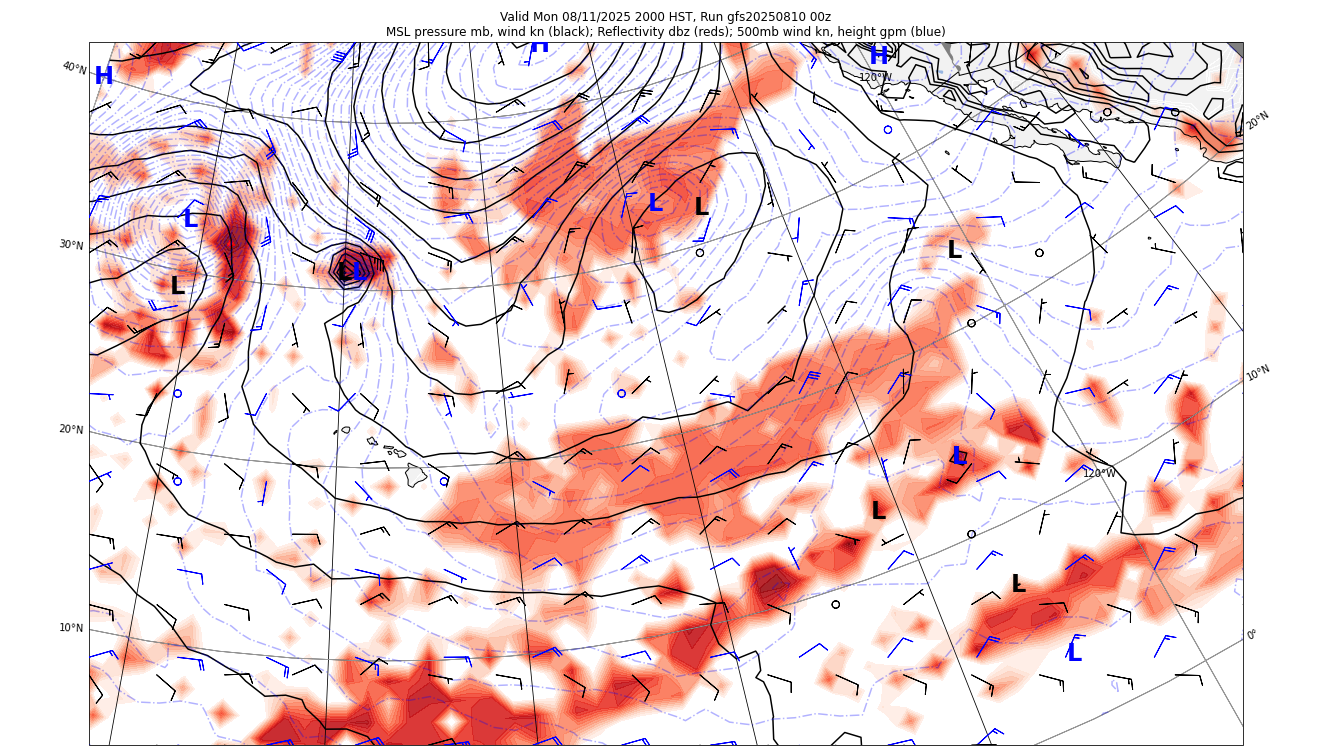 Valid Mon 08/11/2025 2000 HST, Run gfs20250810 00z
MSL pressure mb, wind kn (black); Reflectivity dbz (reds); 500mb wind kn, height gpm (blue)
H
H
40°N
H
120°W
20°N
L
L
L
L
30°N
L
L
L
L
10°N
20°N
L
120°W
L
L
10°N
0°
L